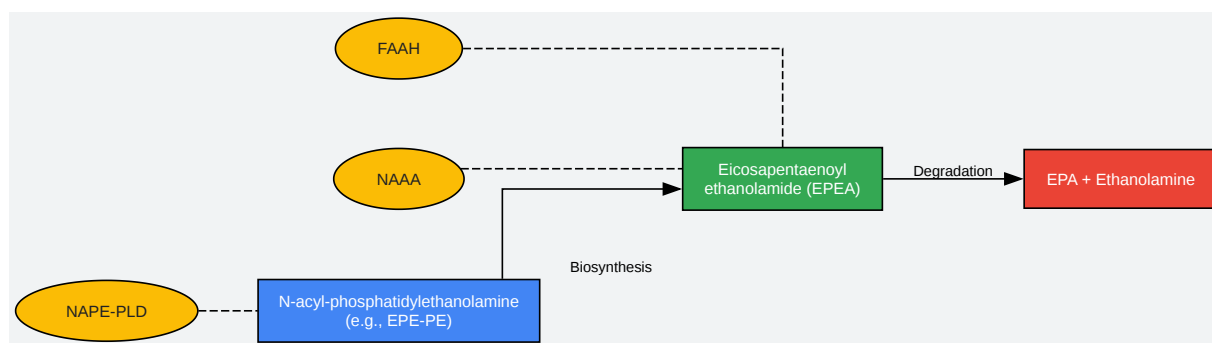 FAAH
NAAA
Eicosapentaenoyl
ethanolamide (EPEA)
Degradation
EPA + Ethanolamine
Biosynthesis
NAPE-PLD
N-acyl-phosphatidylethanolamine
(e.g., EPE-PE)